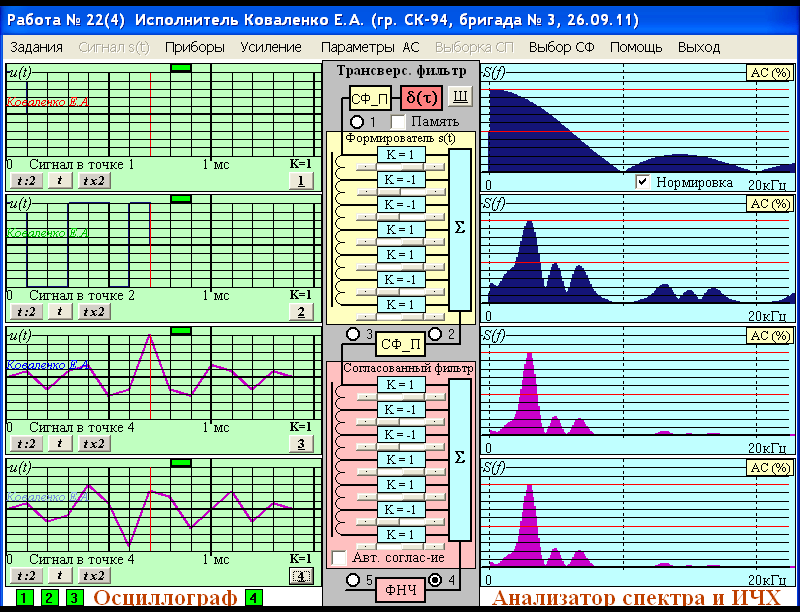 Работа № 22(4) Исполнитель Коваленко Е.А. (гр. СК-94, бригада № 3, 26.09.11)
Задания Сигнал s(t) Приборы Усиление Параметры АС Выборка СП Выбор СФ Помощь Выход
u(t)
Коваленко Е.А
0 Сигнал в точке 1 1 мс K=1
t:2 t tx2 1
u(t)
Коваленко Е.А
0 Сигнал в точке 2 1 мс K=1
t:2 t tx2 2
u(t)
Коваленко Е.А
0 Сигнал в точке 4 1 мс K=1
t:2 t tx2 3
u(t)
Коваленко Е.А
0 Сигнал в точке 4 1 мс K=1
t:2 t tx2 4
1 2 3 Осциллограф 4
Трансверс. фильтр
СФ_П δ(τ) Ш
1 Память
Формирователь s(t)
K = 1
K = -1
K = -1
K = 1
K = 1
K = -1
K = 1
Σ
3 СФ_П 2
Согласованный фильтр
K = 1
K = -1
K = -1
K = 1
K = 1
K = -1
K = 1
Σ
Авт. соглас-ие
5 ФНЧ 4
S(f) АС (%)
Нормировка
0 20кГц
S(f) АС (%)
0 20кГц
S(f) АС (%)
0 20кГц
S(f) АС (%)
0 20кГц
Анализатор спектра и ИЧХ